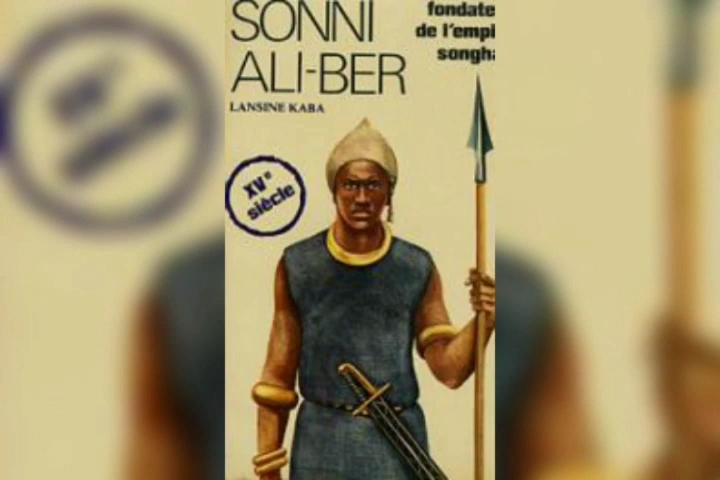 SONNI
ALI-BER
LANSINE KABA
fondate
de l'empi
songha
XVe
siècle